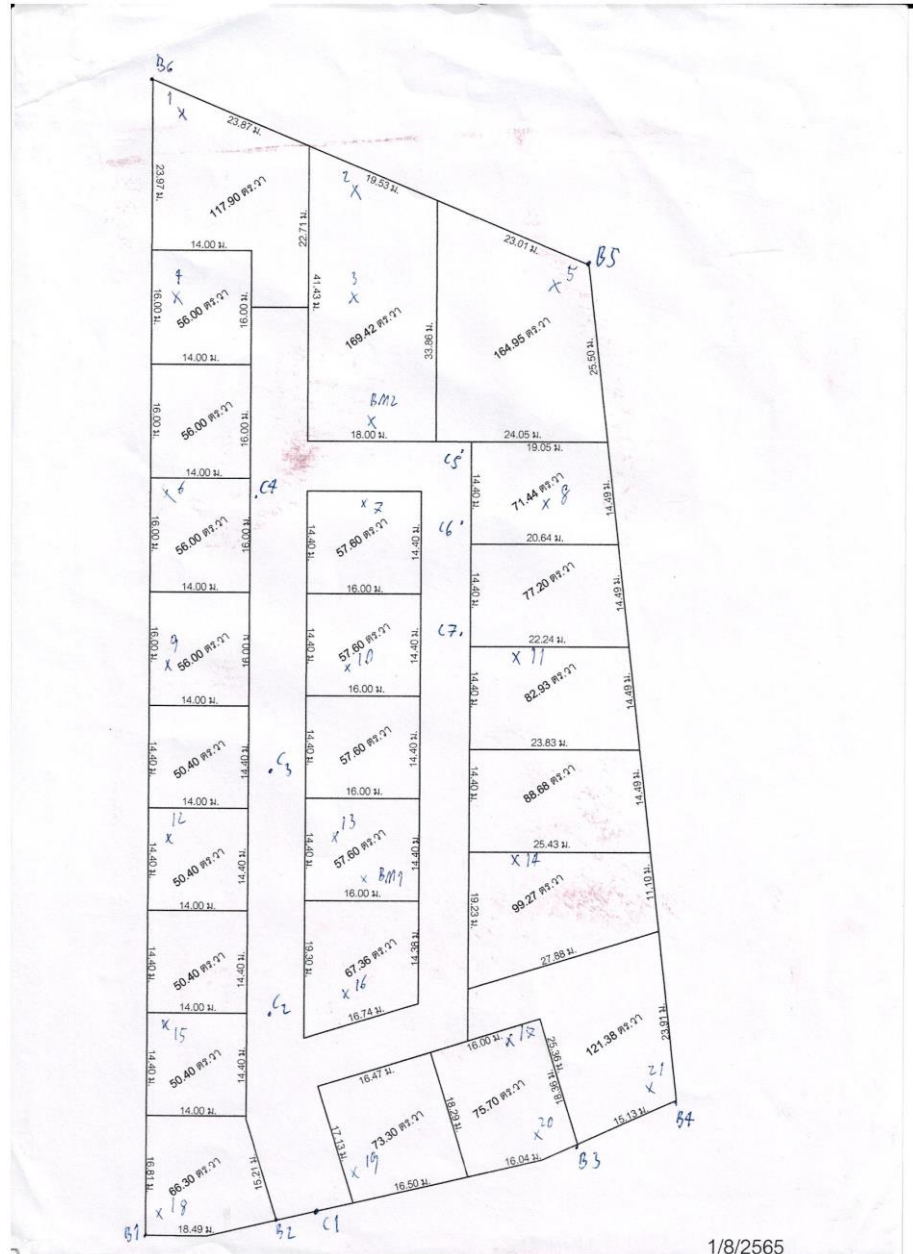 B6
1
23.87 ม.
23.97 ม.
117.90 ตร.วา
22.71 ม.
14.00 ม.
2
19.53 ม.
23.01 ม.
B5
5
4
56.00 ตร.วา
16.00 ม.
16.00 ม.
14.00 ม.
3
41.43 ม.
169.42 ตร.วา
33.86 ม.
164.95 ตร.วา
25.50 ม.
BM2
18.00 ม.
24.05 ม.
56.00 ตร.วา
16.00 ม.
16.00 ม.
14.00 ม.
C5
19.05 ม.
14.40 ม.
71.44 ตร.วา
8
14.49 ม.
20.64 ม.
6
C4
56.00 ตร.วา
16.00 ม.
16.00 ม.
14.00 ม.
7
57.60 ตร.วา
14.40 ม.
14.40 ม.
16.00 ม.
C6
14.40 ม.
77.20 ตร.วา
14.49 ม.
22.24 ม.
9
56.00 ตร.วา
16.00 ม.
16.00 ม.
14.00 ม.
57.60 ตร.วา
10
14.40 ม.
14.40 ม.
16.00 ม.
C7
11
14.40 ม.
82.93 ตร.วา
14.49 ม.
23.83 ม.
50.40 ตร.วา
14.40 ม.
14.40 ม.
14.00 ม.
C3
57.60 ตร.วา
14.40 ม.
14.40 ม.
16.00 ม.
14.40 ม.
88.68 ตร.วา
14.49 ม.
25.43 ม.
12
50.40 ตร.วา
14.40 ม.
14.40 ม.
14.00 ม.
13
57.60 ตร.วา
BM1
14.40 ม.
14.40 ม.
16.00 ม.
14
99.27 ตร.วา
19.23 ม.
11.10 ม.
27.88 ม.
50.40 ตร.วา
14.40 ม.
14.40 ม.
14.00 ม.
C2
67.36 ตร.วา
19.30 ม.
14.36 ม.
16
16.74 ม.
15
50.40 ตร.วา
14.40 ม.
14.40 ม.
14.00 ม.
16.47 ม.
16.00 ม.
17
25.36 ม.
18.36 ม.
121.38 ตร.วา
23.91 ม.
21
17.13 ม.
73.30 ตร.วา
18.29 ม.
75.70 ตร.วา
20
19
16.81 ม.
66.30 ตร.วา
15.21 ม.
18
B1
18.49 ม.
B2
C1
16.50 ม.
16.04 ม.
B3
15.13 ม.
B4
1/8/2565